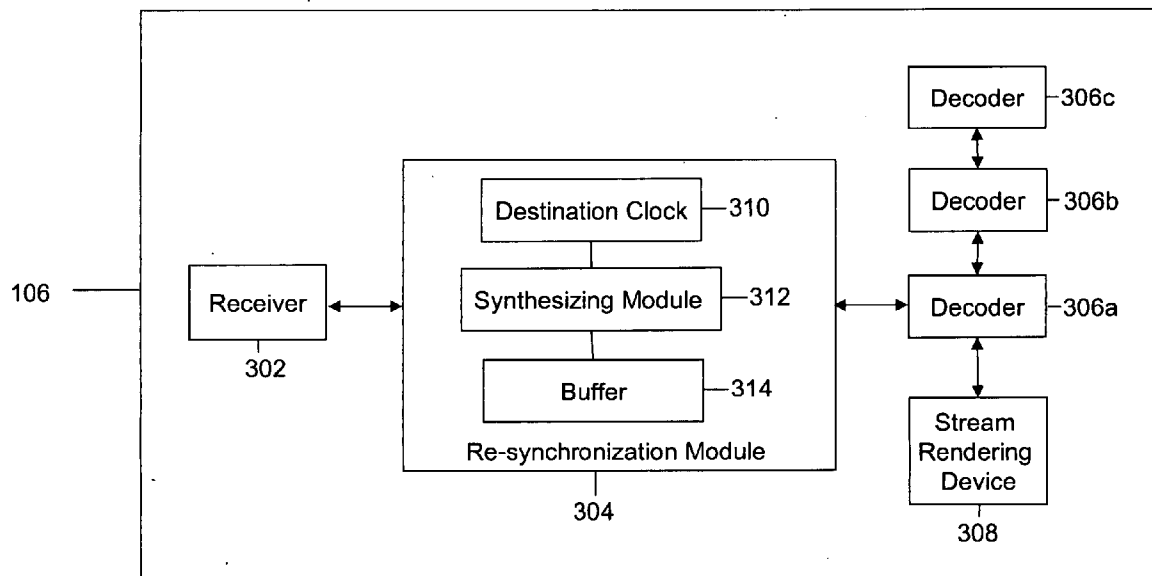 Decoder
306c
Destination Clock
310
Decoder
306b
106
Receiver
302
Synthesizing Module
312
Decoder
306a
Buffer
314
Re-synchronization Module
304
Stream
Rendering
Device
308